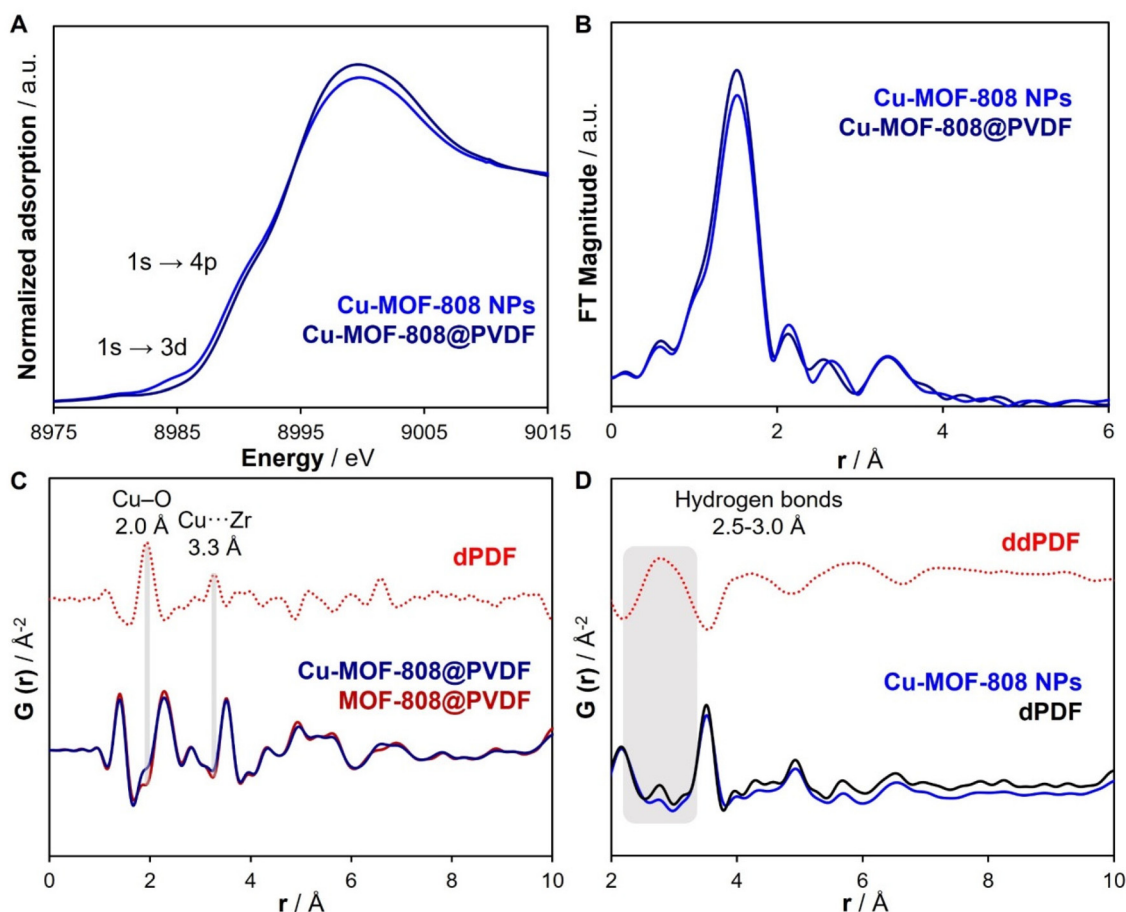 A
Normalized adsorption / a.u.
1s → 4p
1s → 3d
Cu-MOF-808 NPs
Cu-MOF-808@PVDF
8975 8985 8995 9005 9015
Energy / eV
B
FT Magnitude / a.u.
Cu-MOF-808 NPs
Cu-MOF-808@PVDF
0 2 4 6
r / Å
C
G (r) / Å-2
Cu–O
2.0 Å
Cu···Zr
3.3 Å
dPDF
Cu-MOF-808@PVDF
MOF-808@PVDF
0 2 4 6 8 10
r / Å
D
G (r) / Å-2
Hydrogen bonds
2.5-3.0 Å
ddPDF
Cu-MOF-808 NPs
dPDF
2 4 6 8 10
r / Å